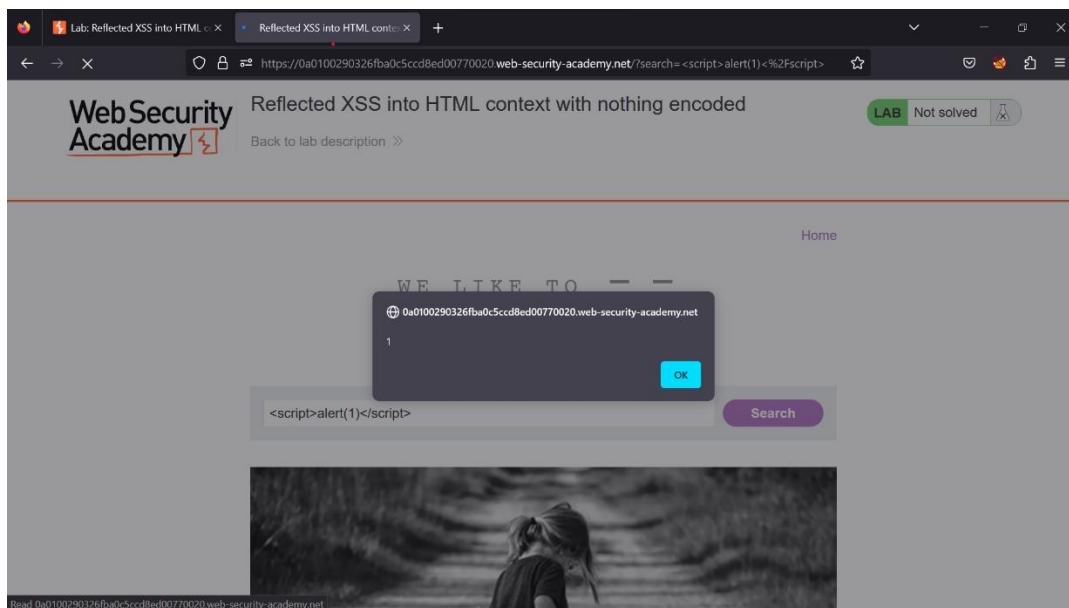 Lab: Reflected XSS into HTML c
Reflected XSS into HTML contex
https://0a0100290326fba0c5ccd8ed00770020.web-security-academy.net/?search=<script>alert(1)<%2Fscript>
Web Security
Academy
Reflected XSS into HTML context with nothing encoded
Back to lab description
LAB Not solved
Home
WE LIKE TO
0a0100290326fba0c5ccd8ed00770020.web-security-academy.net
1
OK
<script>alert(1)</script>
Search
Read 0a0100290326fba0c5ccd8ed00770020.web-security-academy.net